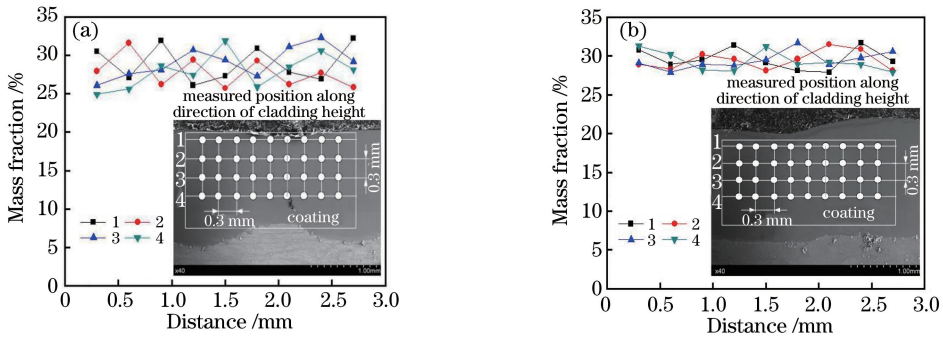 (a)
35
30
25
20
15
10
5
0
Mass fraction /%
measured position along
direction of cladding height
1
2
3
4
0.3 mm
0.3 mm
coating
1 2
3 4
x40
1.00mm
0 0.5 1.0 1.5 2.0 2.5 3.0
Distance /mm
(b)
35
30
25
20
15
10
5
0
Mass fraction /%
measured position along
direction of cladding height
1
2
3
4
0.3 mm
0.3 mm
coating
1 2
3 4
x40
1.00mm
0 0.5 1.0 1.5 2.0 2.5 3.0
Distance /mm